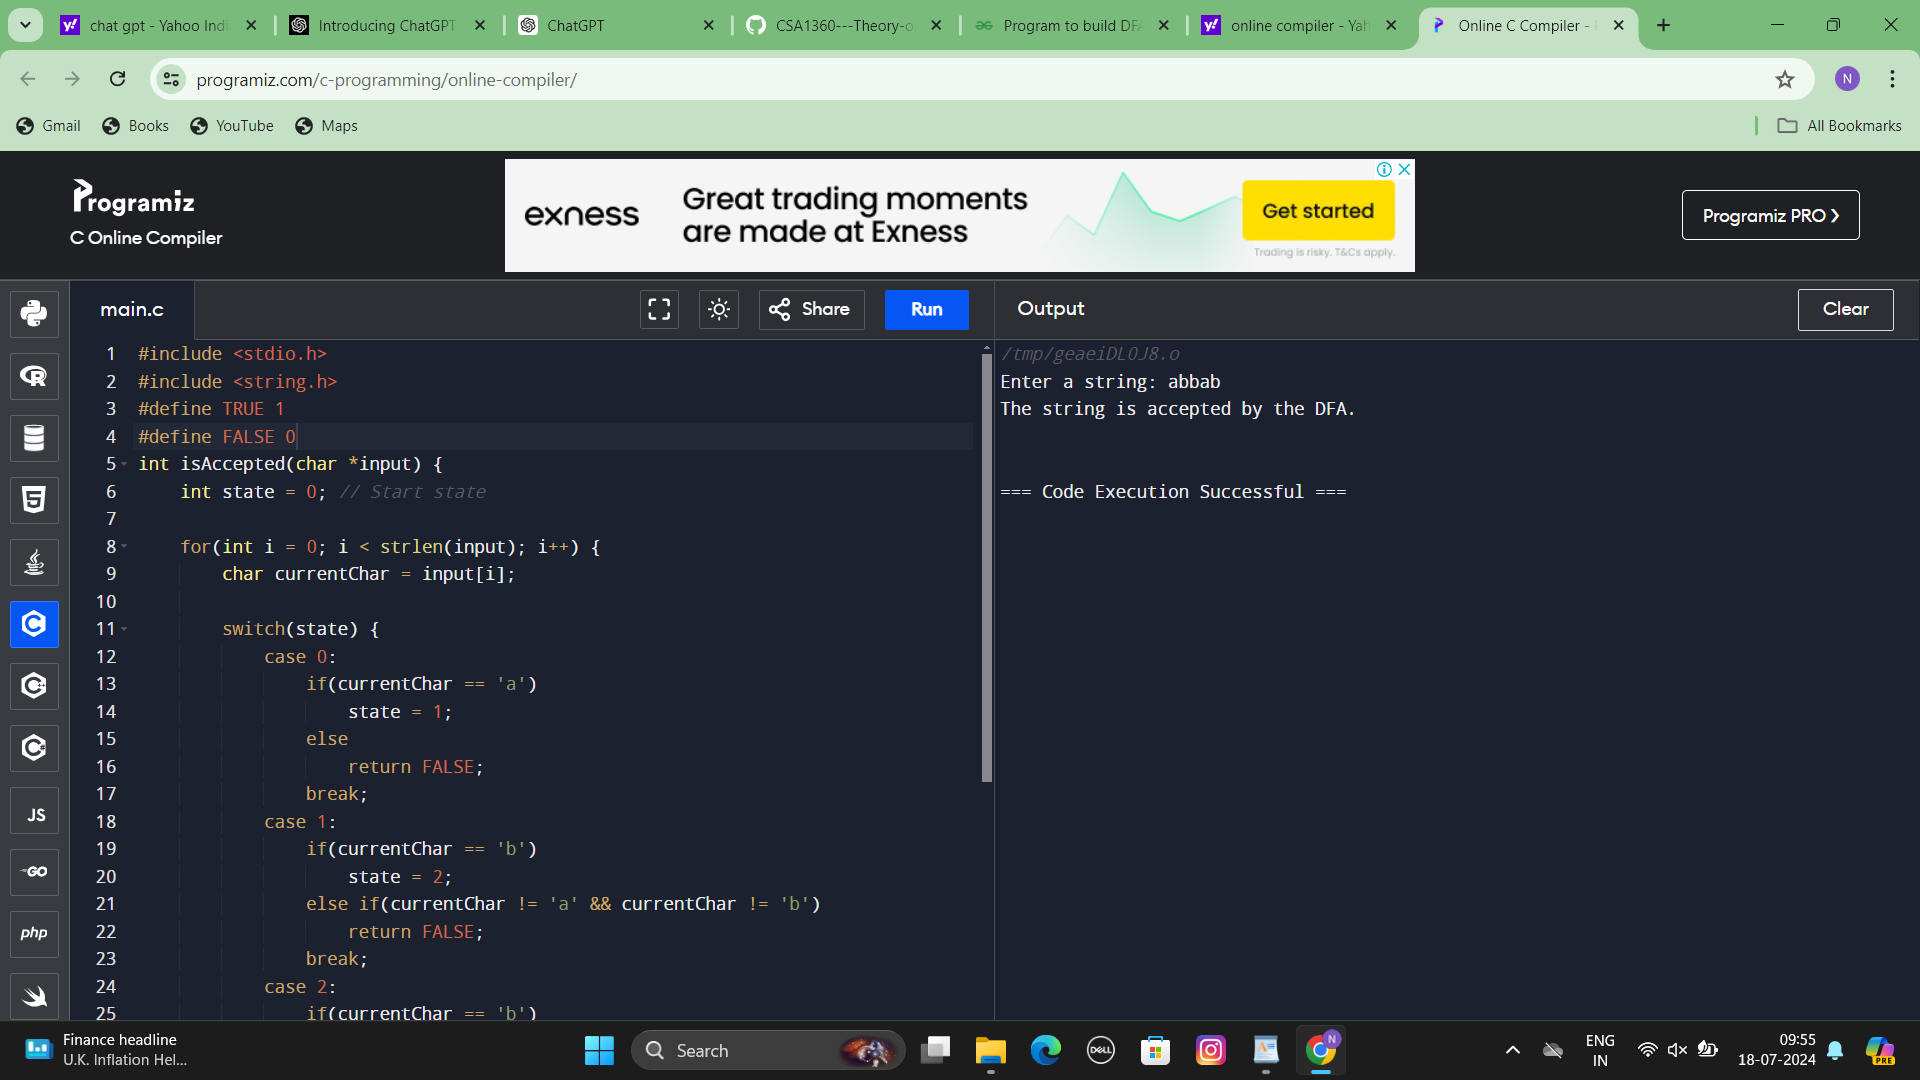 chat gpt - Yahoo Indi
Introducing ChatGPT
ChatGPT
CSA1360---Theory-o
Program to build DFA
online compiler - Yah
Online C Compiler -
programiz.com/c-programming/online-compiler/
N
Gmail
Books
YouTube
Maps
All Bookmarks
Programiz
C Online Compiler
exness
Great trading moments
are made at Exness
Get started
Trading is risky. T&Cs apply.
Programiz PRO
main.c
Share
Run
Output
Clear
1 #include <stdio.h>
2 #include <string.h>
3 #define TRUE 1
4 #define FALSE 0
5 int isAccepted(char *input) {
6 int state = 0; // Start state
7
8 for(int i = 0; i < strlen(input); i++) {
9 char currentChar = input[i];
10
11 switch(state) {
12 case 0:
13 if(currentChar == 'a')
14 state = 1;
15 else
16 return FALSE;
17 break;
18 case 1:
19 if(currentChar == 'b')
20 state = 2;
21 else if(currentChar != 'a' && currentChar != 'b')
22 return FALSE;
23 break;
24 case 2:
25 if(currentChar == 'b')
/tmp/geaeiDLOJ8.o
Enter a string: abbab
The string is accepted by the DFA.
=== Code Execution Successful ===
R
5
C
JS
GO
php
Finance headline
U.K. Inflation Hel...
Search
DELL
N
ENG
IN
09:55
18-07-2024
PRE